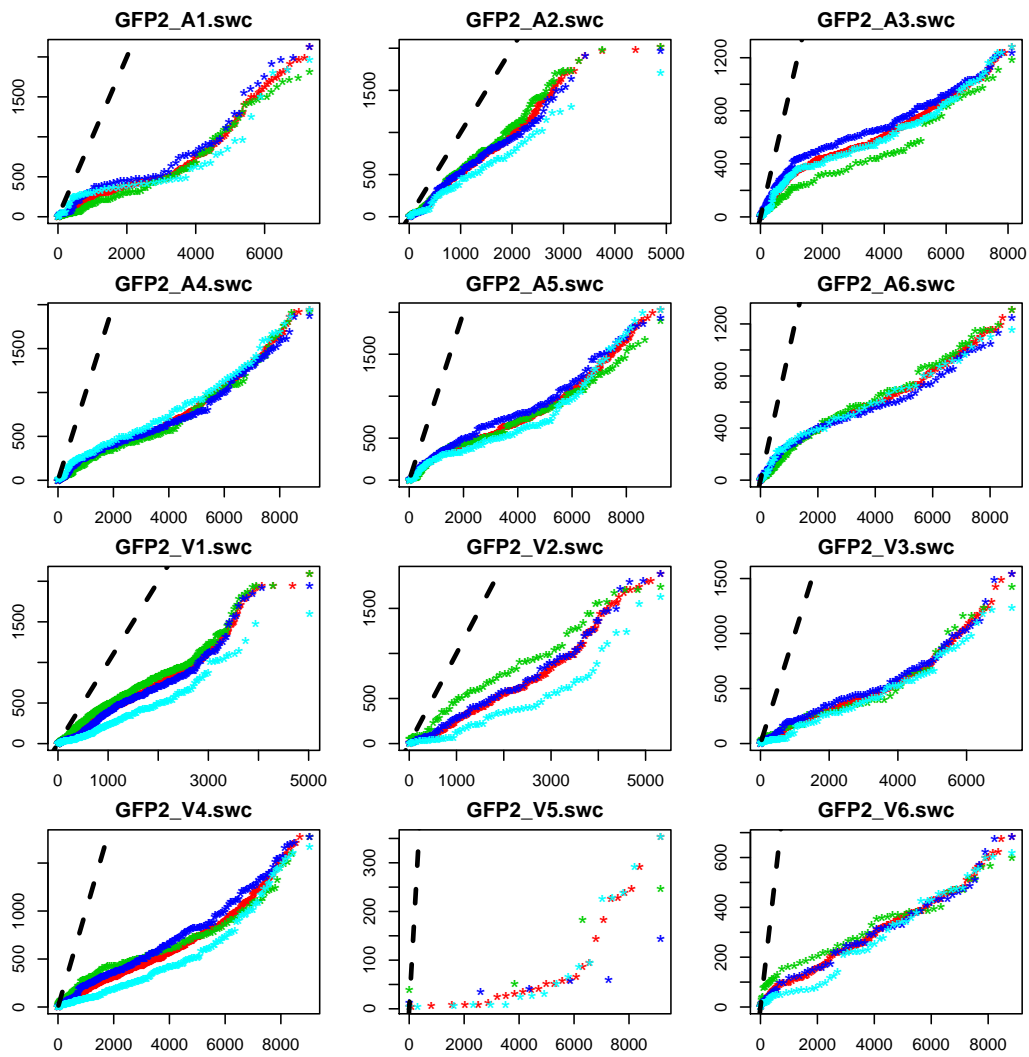 GFP2_A1.swc GFP2_A2.swc GFP2_A3.swc
0 500 1500
0 2000 4000 6000
0 500 1000 2000
0 1000 2000 3000 4000 5000
0 400 800 1200
0 2000 4000 6000 8000
GFP2_A4.swc GFP2_A5.swc GFP2_A6.swc
0 500 1500
0 2000 4000 6000 8000
0 500 1500
0 2000 4000 6000 8000
0 400 800 1200
0 2000 4000 6000 8000
GFP2_V1.swc GFP2_V2.swc GFP2_V3.swc
0 500 1500
0 1000 3000 5000
0 500 1500
0 1000 3000 5000
0 500 1000 1500
0 2000 4000 6000
GFP2_V4.swc GFP2_V5.swc GFP2_V6.swc
0 500 1000
0 2000 4000 6000 8000
0 50 100 200 300
0 2000 4000 6000 8000
0 200 400 600
0 2000 4000 6000 8000